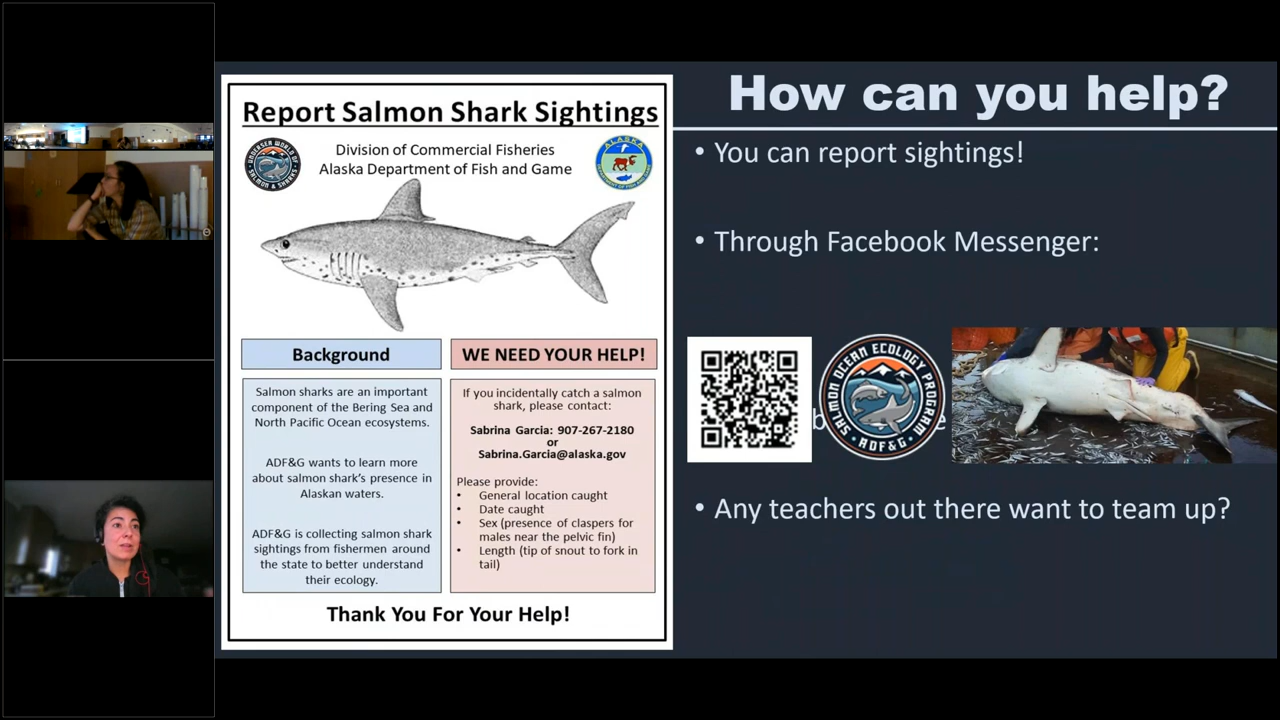 Report Salmon Shark Sightings
Division of Commercial Fisheries
Alaska Department of Fish and Game
UNDERSEA WORLD OF
SALMON & SHARKS
ALASKA
Background
Salmon sharks are an important
component of the Bering Sea and
North Pacific Ocean ecosystems.
ADF&G wants to learn more
about salmon shark's presence in
Alaskan waters.
ADF&G is collecting salmon shark
sightings from fishermen around
the state to better understand
their ecology.
WE NEED YOUR HELP!
If you incidentally catch a salmon
shark, please contact:
Sabrina Garcia: 907-267-2180
or
Sabrina.Garcia@alaska.gov
Please provide:
• General location caught
• Date caught
• Sex (presence of claspers for
males near the pelvic fin)
• Length (tip of snout to fork in
tail)
Thank You For Your Help!
How can you help?
• You can report sightings!
• Through Facebook Messenger:
SALMON OCEAN ECOLOGY PROGRAM
• ADF&G •
• Any teachers out there want to team up?